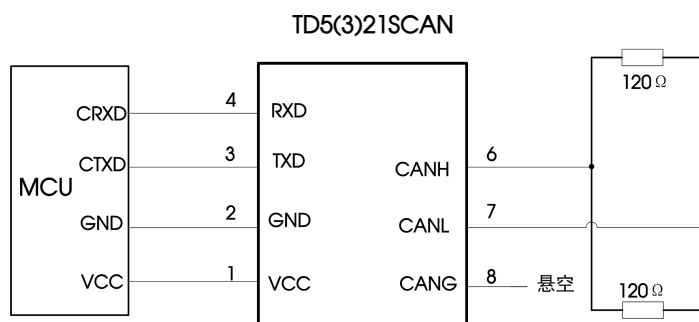 TD5(3)21SCAN
120Ω
CRXD 4 RXD
CTXD 3 TXD CANH 6
MCU
GND 2 GND CANL 7
VCC 1 VCC CANG 8 悬空
120Ω